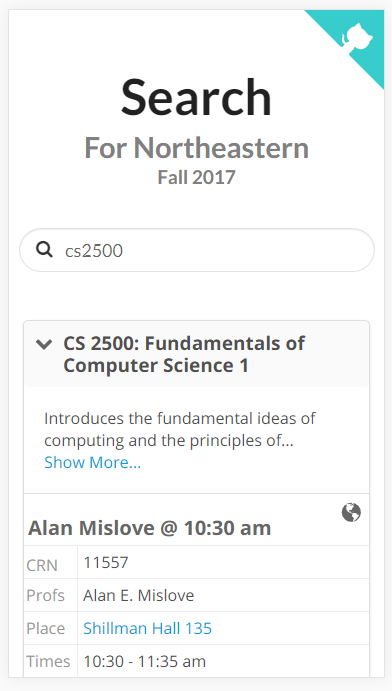 Search
For Northeastern
Fall 2017
cs2500
CS 2500: Fundamentals of
Computer Science 1
Introduces the fundamental ideas of
computing and the principles of...
Show More...
Alan Mislove @ 10:30 am
CRN 11557
Profs Alan E. Mislove
Place Shillman Hall 135
Times 10:30 - 11:35 am